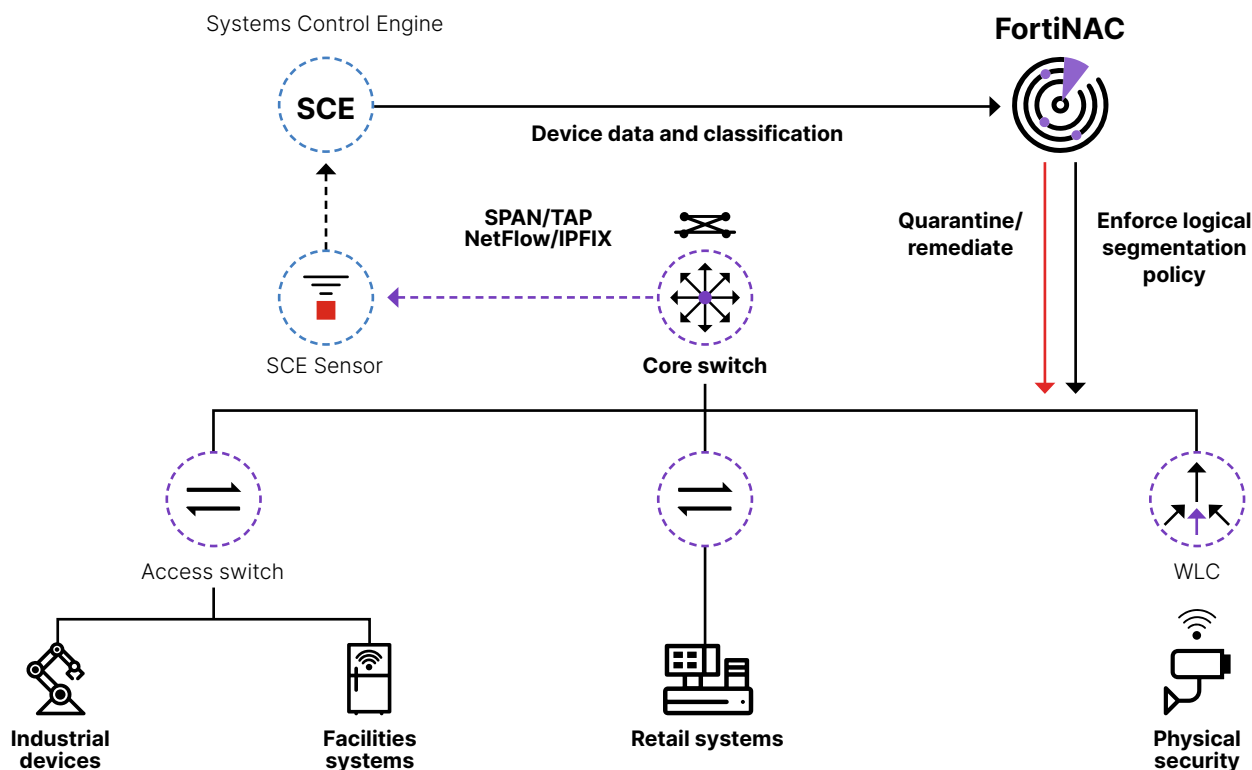 Systems Control Engine
FortiNAC
SCE
Device data and classification
SPAN/TAP
NetFlow/IPFIX
Quarantine/
remediate
Enforce logical
segmentation
policy
SCE Sensor
Core switch
Access switch
WLC
Industrial
devices
Facilities
systems
Retail systems
Physical
security